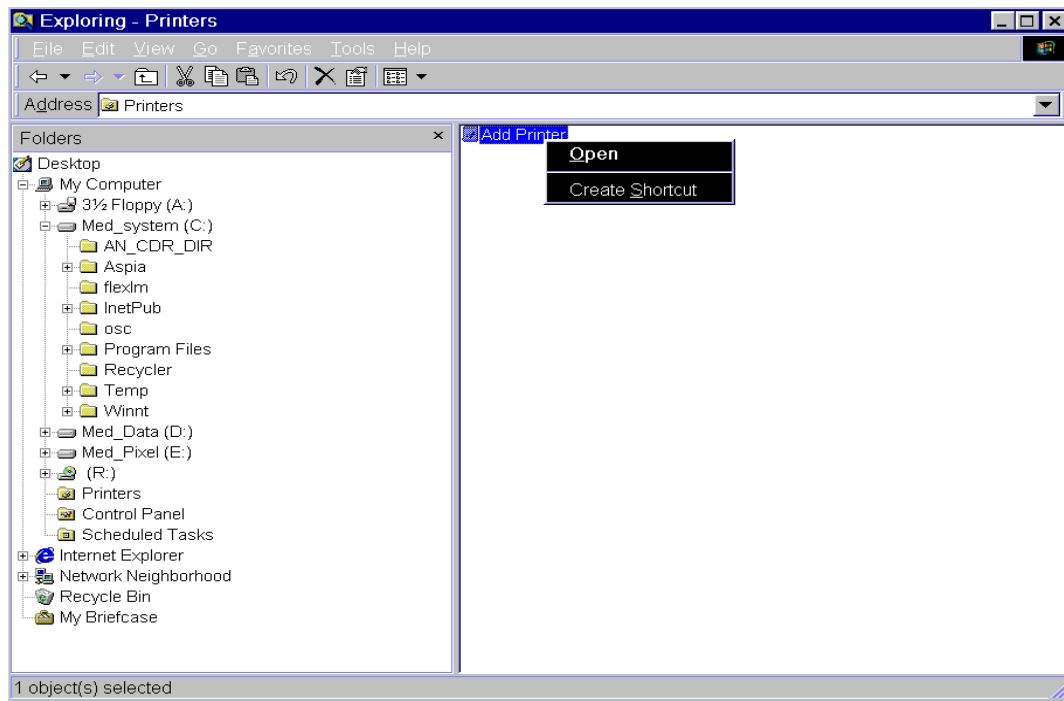 Exploring - Printers
File Edit View Go Favorites Tools Help
Address Printers
Folders
Desktop
My Computer
3½ Floppy (A:)
Med_system (C:)
AN_CDR_DIR
Aspia
flexlm
InetPub
osc
Program Files
Recycler
Temp
Winnt
Med_Data (D:)
Med_Pixel (E:)
(R:)
Printers
Control Panel
Scheduled Tasks
Internet Explorer
Network Neighborhood
Recycle Bin
My Briefcase
Add Printer
Open
Create Shortcut
1 object(s) selected